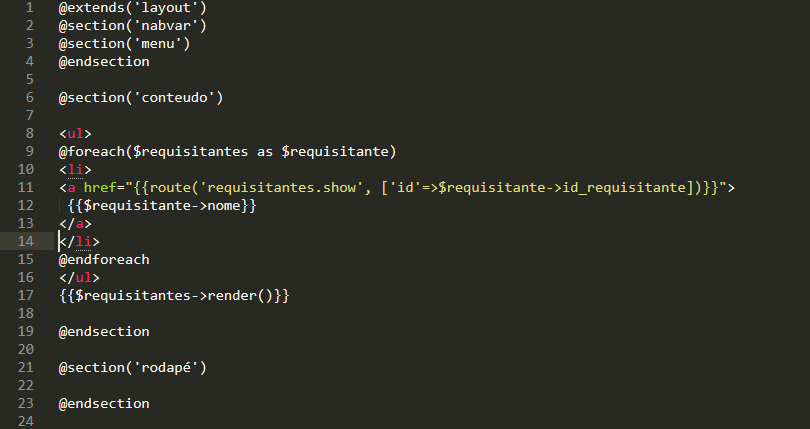 1 @extends('layout')
2 @section('nabvar')
3 @section('menu')
4 @endsection
5
6 @section('conteudo')
7
8 <ul>
9 @foreach($requisitantes as $requisitante)
10 <li>
11 <a href="{{route('requisitantes.show', ['id'=>$requisitante->id_requisitante])}}">
12 {{$requisitante->nome}}
13 </a>
14 </li>
15 @endforeach
16 </ul>
17 {{$requisitantes->render()}}
18
19 @endsection
20
21 @section('rodapé')
22
23 @endsection
24